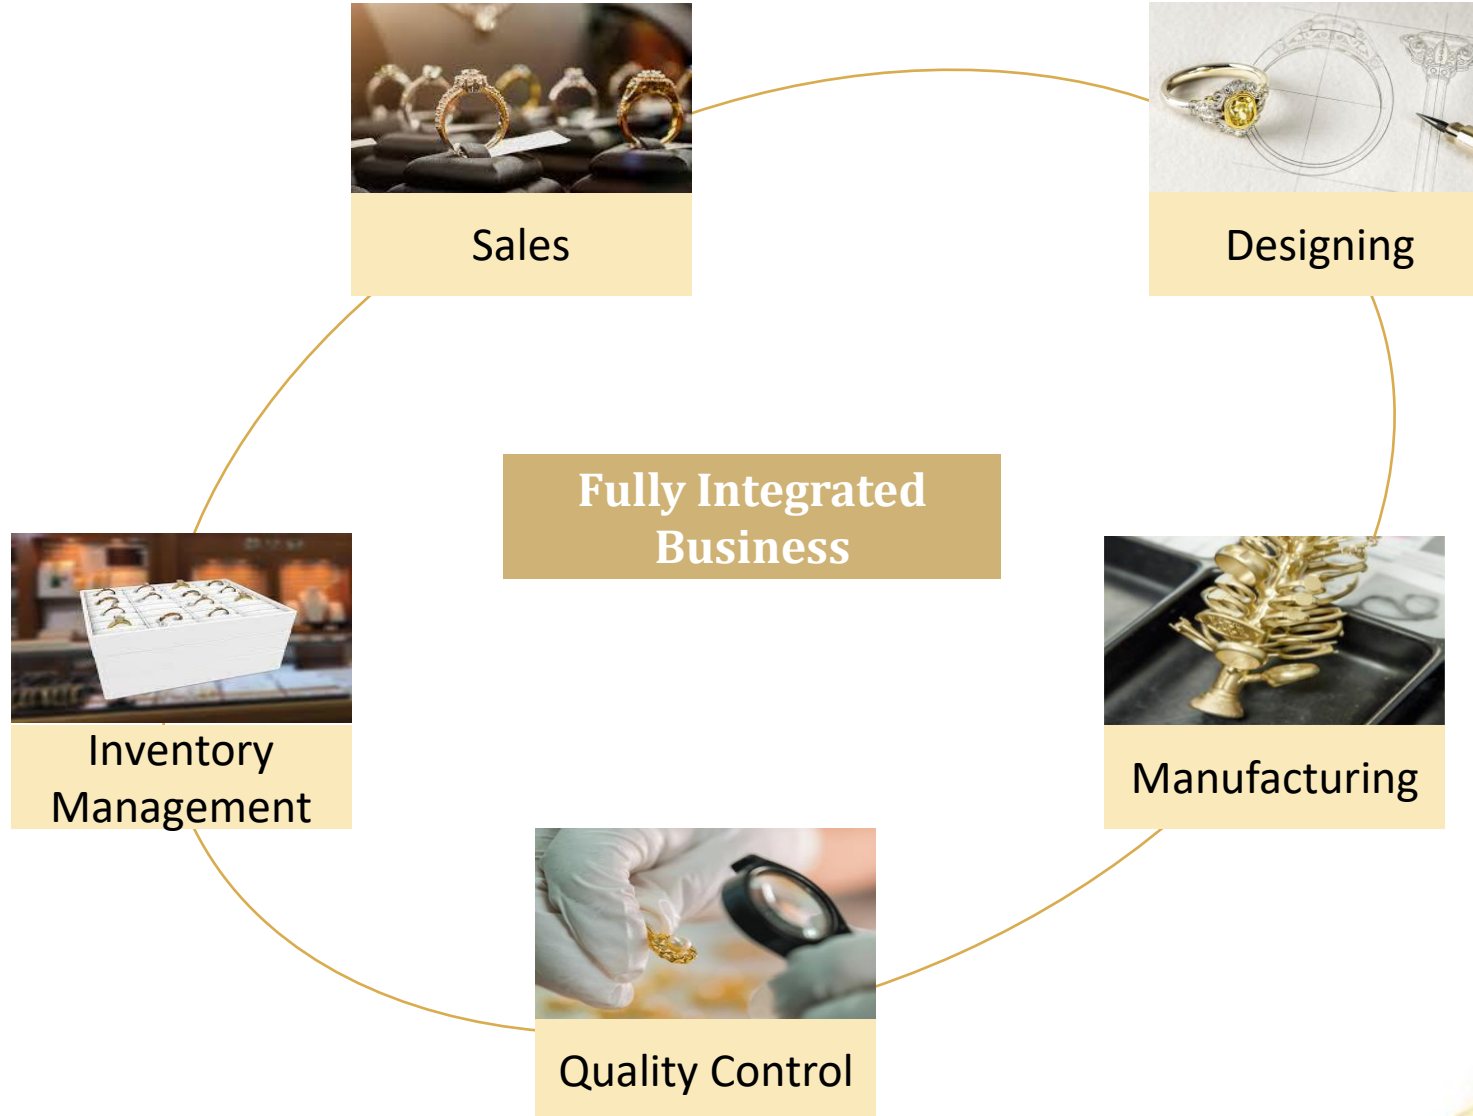 Sales
Designing
Fully Integrated
Business
Inventory
Management
Manufacturing
Quality Control